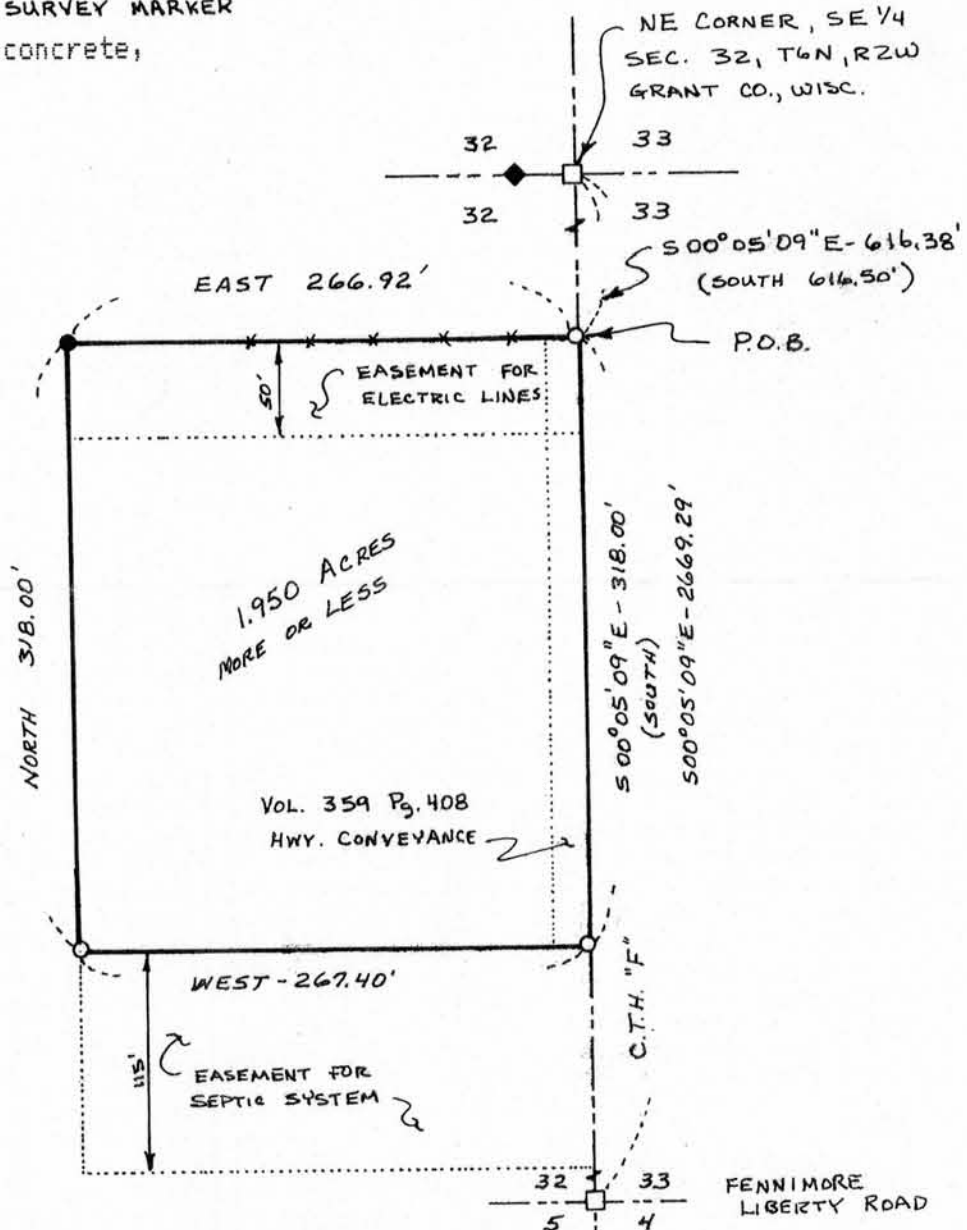 SURVEY MARKER
concrete,
NE CORNER, SE 1/4
SEC. 32, T6N, R2W
GRANT CO., WISC.
32 33
32 33
S 00° 05' 09" E - 616.38'
(SOUTH 616.50')
EAST 266.92'
P.O.B.
50'
EASEMENT FOR
ELECTRIC LINES
1.950 ACRES
MORE OR LESS
NORTH 318.00'
S 00° 05' 09" E - 318.00'
(SOUTH)
S 00° 05' 09" E - 2669.29'
VOL. 359 Pg. 408
HWY. CONVEYANCE
WEST - 267.40'
C.T.H. "F"
115'
EASEMENT FOR
SEPTIC SYSTEM
32 33
5 4
FENNIMORE
LIBERTY ROAD